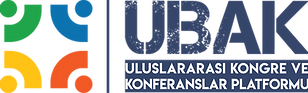 UBAK
ULUSLARARASI KONGRE VE
KONFERANSLAR PLATFORMU